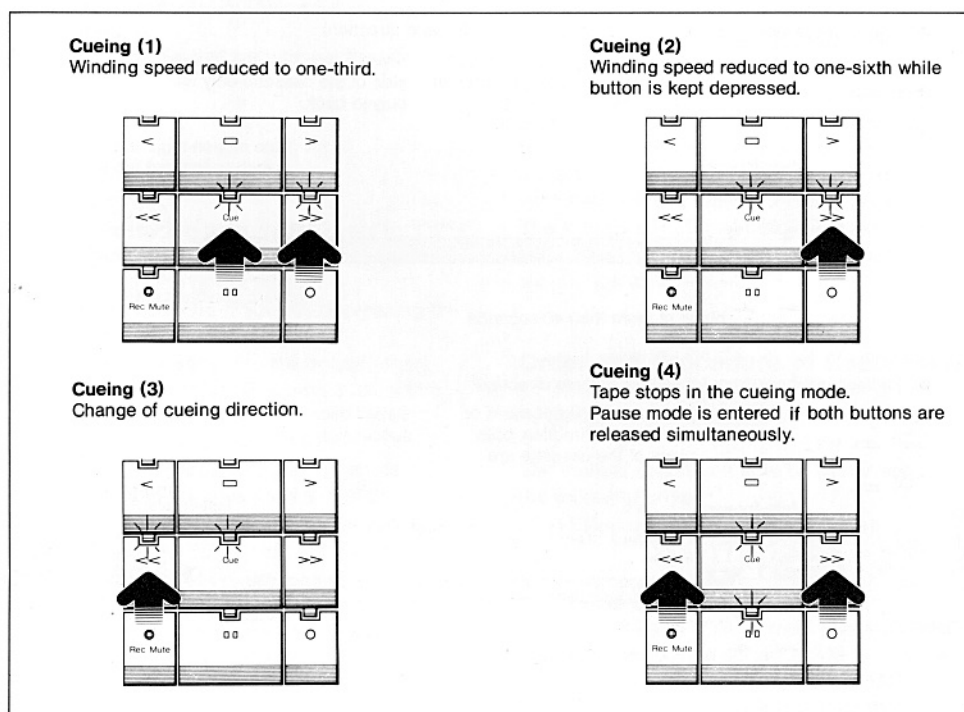 Cueing (1)
Winding speed reduced to one-third.
< ▭ >
<< Cue >>
Rec Mute
Cueing (2)
Winding speed reduced to one-sixth while
button is kept depressed.
< ▭ >
<< Cue >>
Rec Mute
Cueing (3)
Change of cueing direction.
< ▭ >
<< Cue >>
Rec Mute
Cueing (4)
Tape stops in the cueing mode.
Pause mode is entered if both buttons are
released simultaneously.
< ▭ >
<< Cue >>
Rec Mute